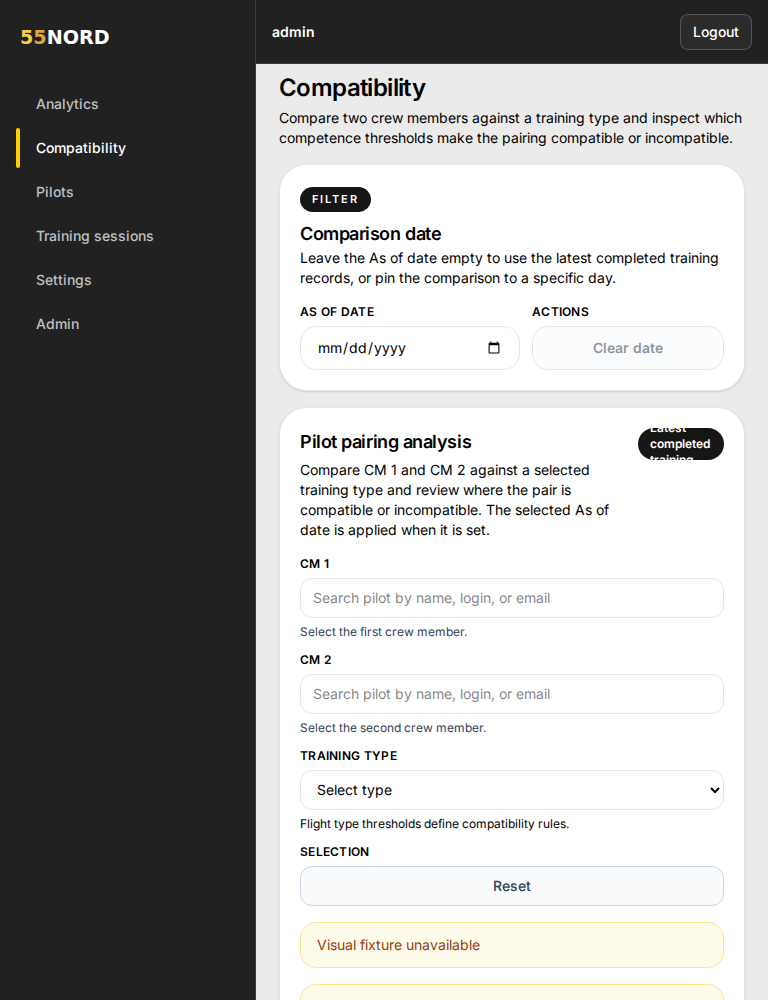 55NORD
admin
Logout
Analytics
Compatibility
Pilots
Training sessions
Settings
Admin
Compatibility
Compare two crew members against a training type and inspect which
competence thresholds make the pairing compatible or incompatible.
FILTER
Comparison date
Leave the As of date empty to use the latest completed training
records, or pin the comparison to a specific day.
AS OF DATE
ACTIONS
mm/dd/yyyy
Clear date
Pilot pairing analysis
Latest
completed
training
Compare CM 1 and CM 2 against a selected
training type and review where the pair is
compatible or incompatible. The selected As of
date is applied when it is set.
CM 1
Search pilot by name, login, or email
Select the first crew member.
CM 2
Search pilot by name, login, or email
Select the second crew member.
TRAINING TYPE
Select type
Flight type thresholds define compatibility rules.
SELECTION
Reset
Visual fixture unavailable